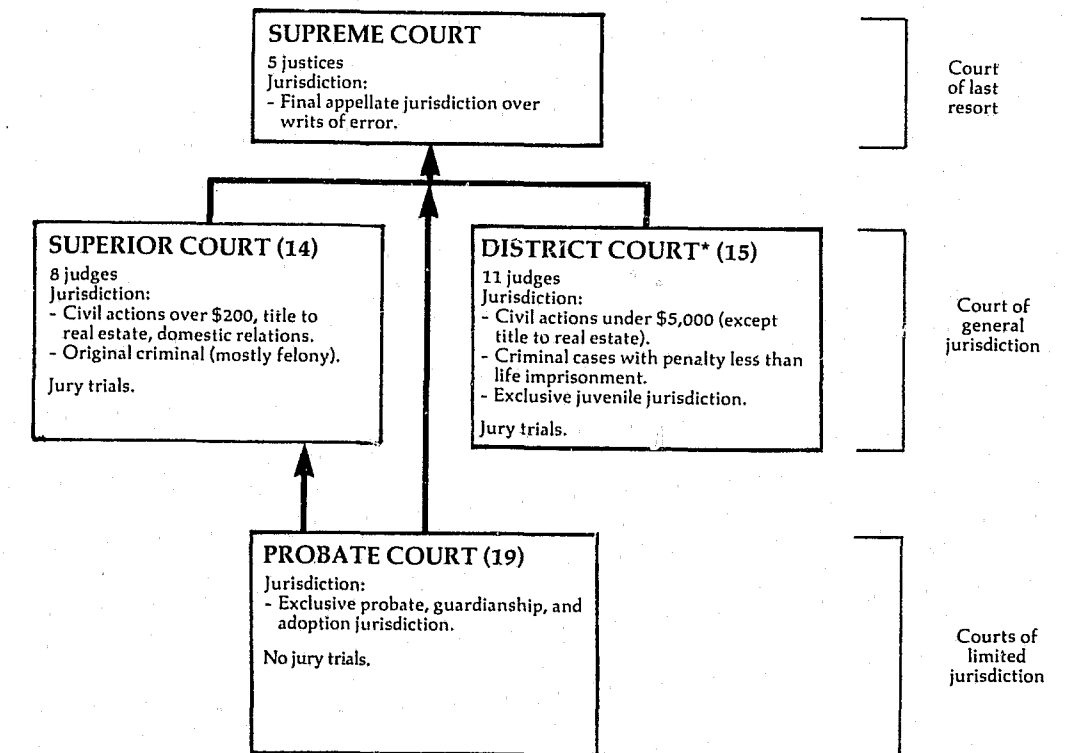 SUPREME COURT
5 justices
Jurisdiction:
- Final appellate jurisdiction over
writs of error.
Court
of last
resort
SUPERIOR COURT (14)
8 judges
Jurisdiction:
- Civil actions over $200, title to
real estate, domestic relations.
- Original criminal (mostly felony).
Jury trials.
DISTRICT COURT* (15)
11 judges
Jurisdiction:
- Civil actions under $5,000 (except
title to real estate).
- Criminal cases with penalty less than
life imprisonment.
- Exclusive juvenile jurisdiction.
Jury trials.
Court of
general
jurisdiction
PROBATE COURT (19)
Jurisdiction:
- Exclusive probate, guardianship, and
adoption jurisdiction.
No jury trials.
Courts of
limited
jurisdiction